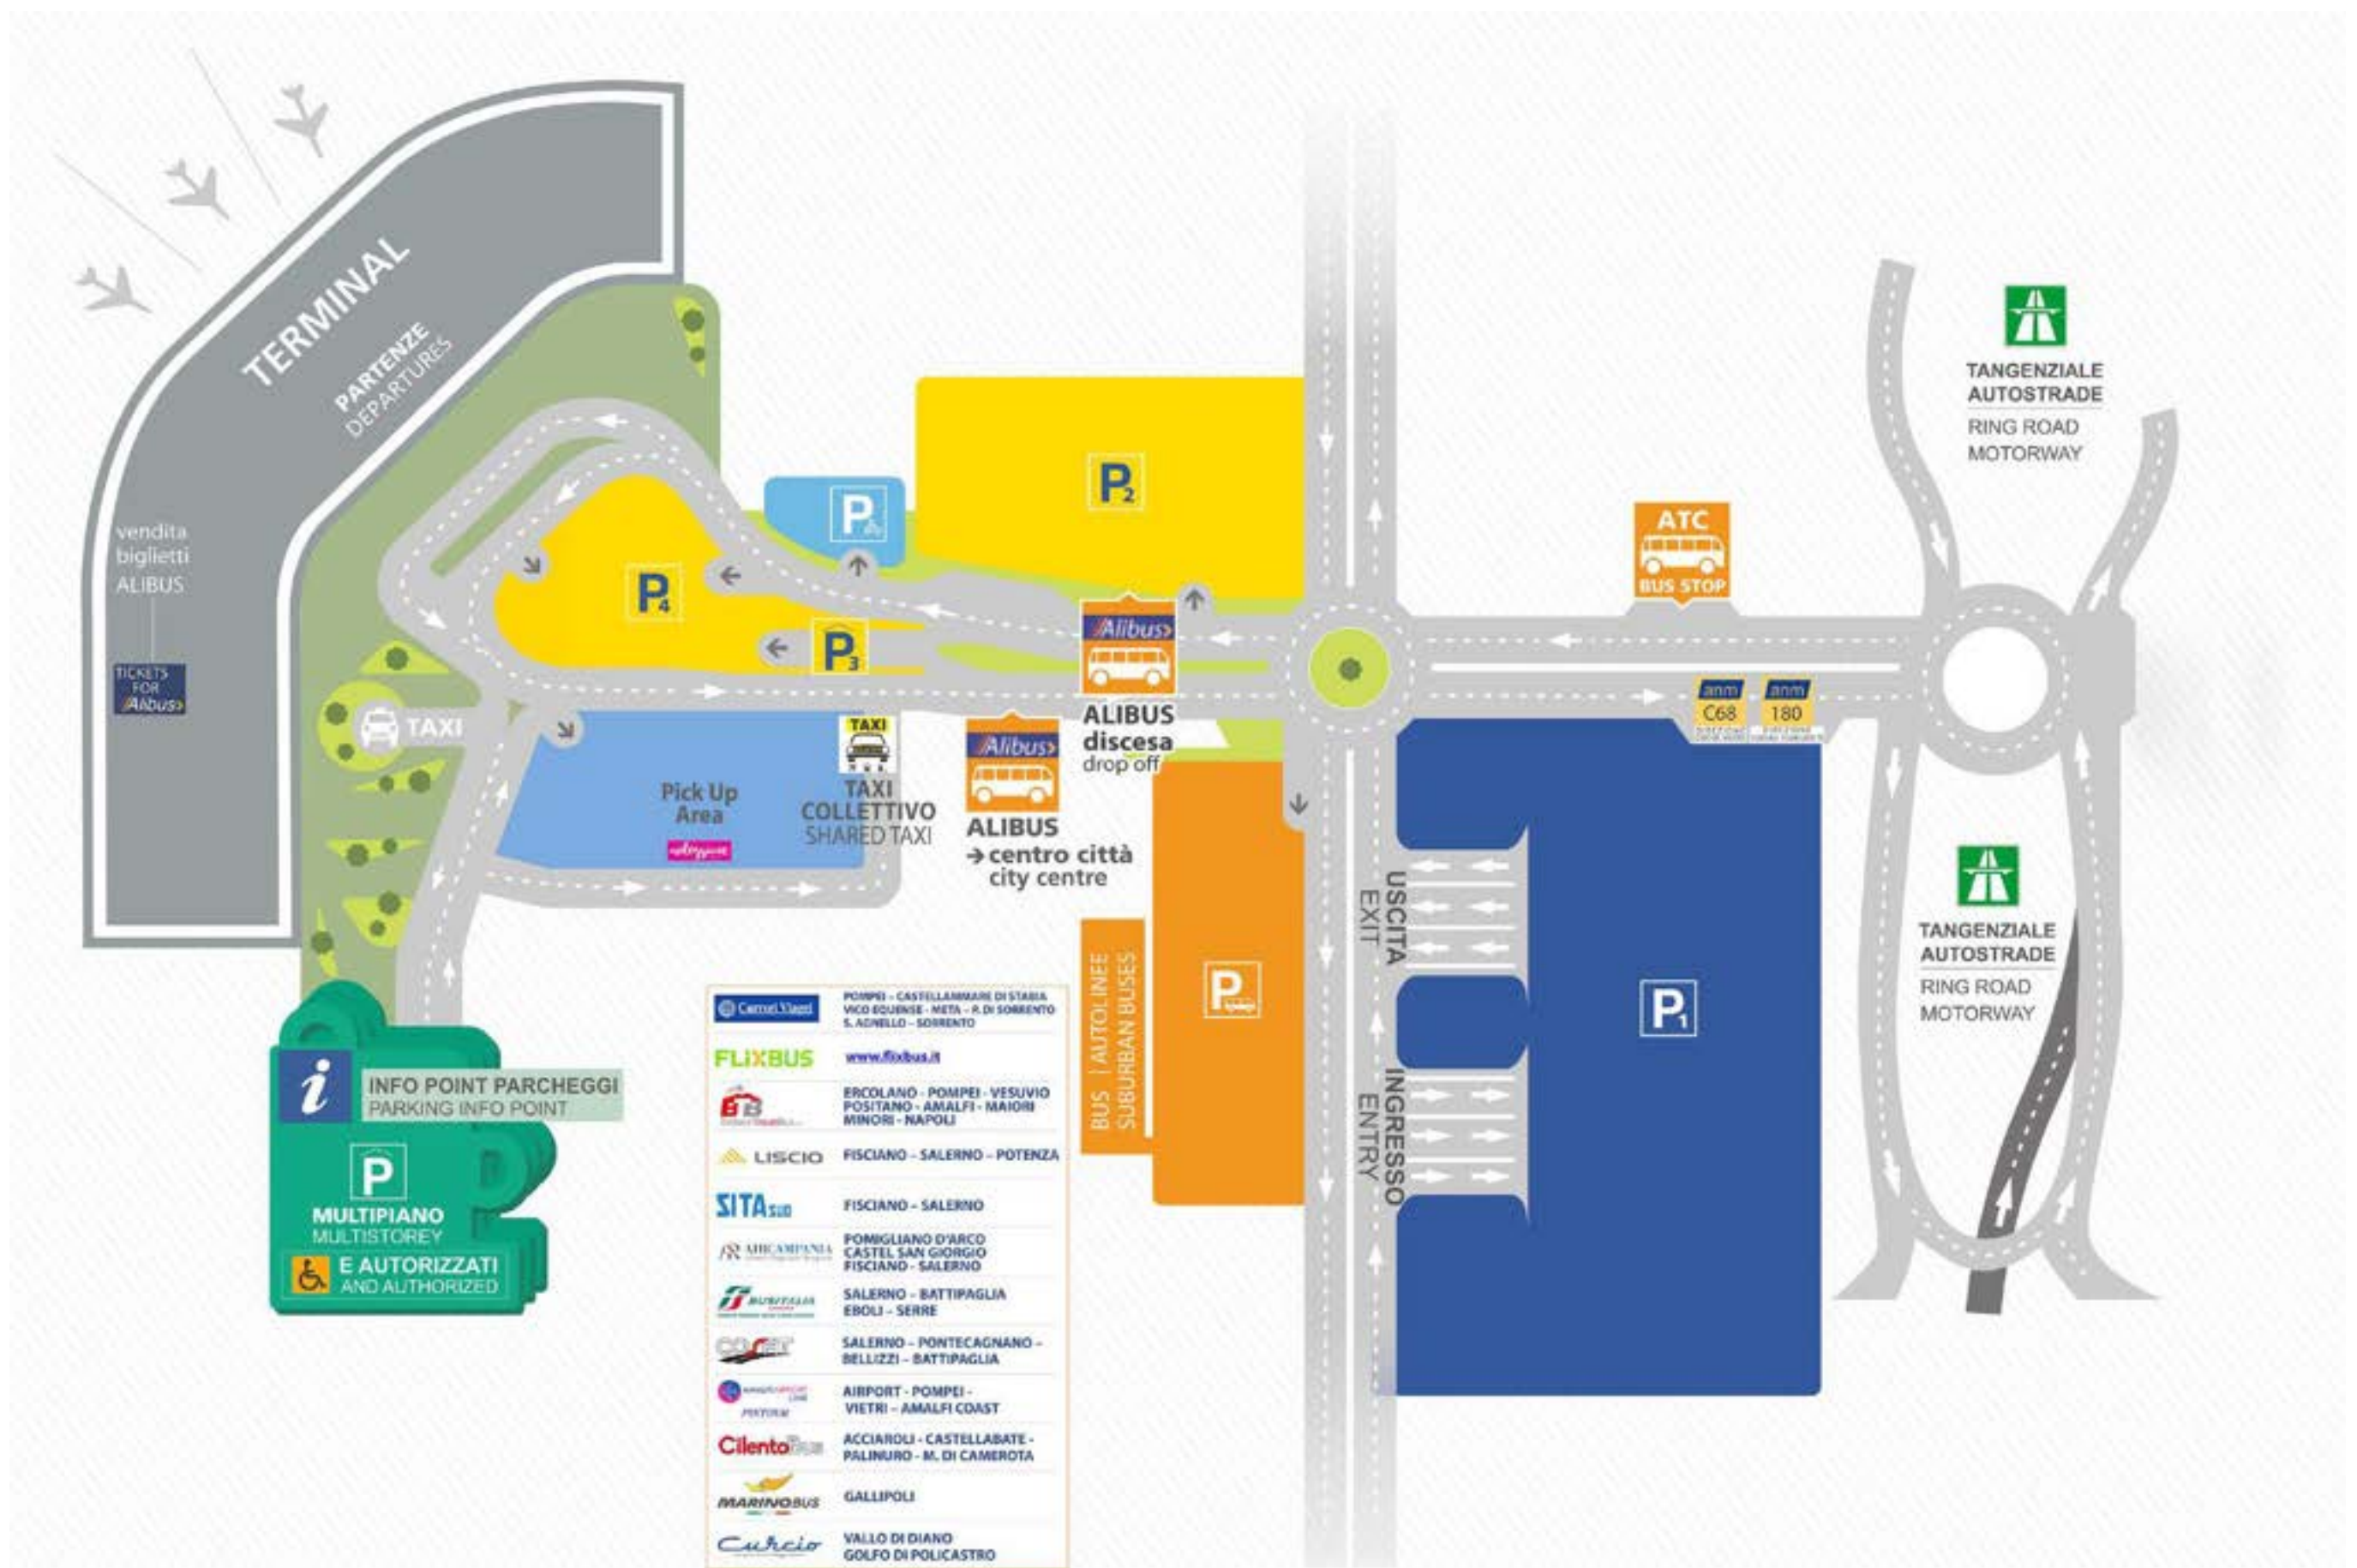 TERMINAL
PARTENZE
DEPARTURES
vendita
biglietti
ALIBUS
TICKETS
FOR
Alibus
TAXI
P2
P
P4
P3
Alibus
ALIBUS
discesa
drop off
TAXI
TAXI
COLLETTIVO
SHARED TAXI
Pick Up
Area
Alibus
ALIBUS
→ centro città
city centre
ATC
BUS STOP
anm
C68
anm
180
TANGENZIALE
AUTOSTRADE
RING ROAD
MOTORWAY
TANGENZIALE
AUTOSTRADE
RING ROAD
MOTORWAY
USCITA
EXIT
INGRESSO
ENTRY
P1
P
BUS | AUTOLINEE
SUBURBAN BUSES
i
INFO POINT PARCHEGGI
PARKING INFO POINT
P
MULTIPIANO
MULTISTOREY
E AUTORIZZATI
AND AUTHORIZED
Curreri Viaggi
POMPEI - CASTELLAMMARE DI STABIA
VICO EQUENSE - META - P. DI SORRENTO
S. AGNELLO - SORRENTO
FLiXBUS
www.flixbus.it
ERCOLANO - POMPEI - VESUVIO
POSITANO - AMALFI - MAIORI
MINORI - NAPOLI
LISCIO
FISCIANO - SALERNO - POTENZA
SITA SUD
FISCIANO - SALERNO
AIR CAMPANIA
POMIGLIANO D'ARCO
CASTEL SAN GIORGIO
FISCIANO - SALERNO
BUSITALIA
SALERNO - BATTIPAGLIA
EBOLI - SERRE
SALERNO - PONTECAGNANO -
BELLIZZI - BATTIPAGLIA
PINTOUR
AIRPORT - POMPEI -
VIETRI - AMALFI COAST
CilentoBus
ACCIAROLI - CASTELLABATE -
PALINURO - M. DI CAMEROTA
MARINOBUS
GALLIPOLI
Curcio
VALLO DI DIANO
GOLFO DI POLICASTRO